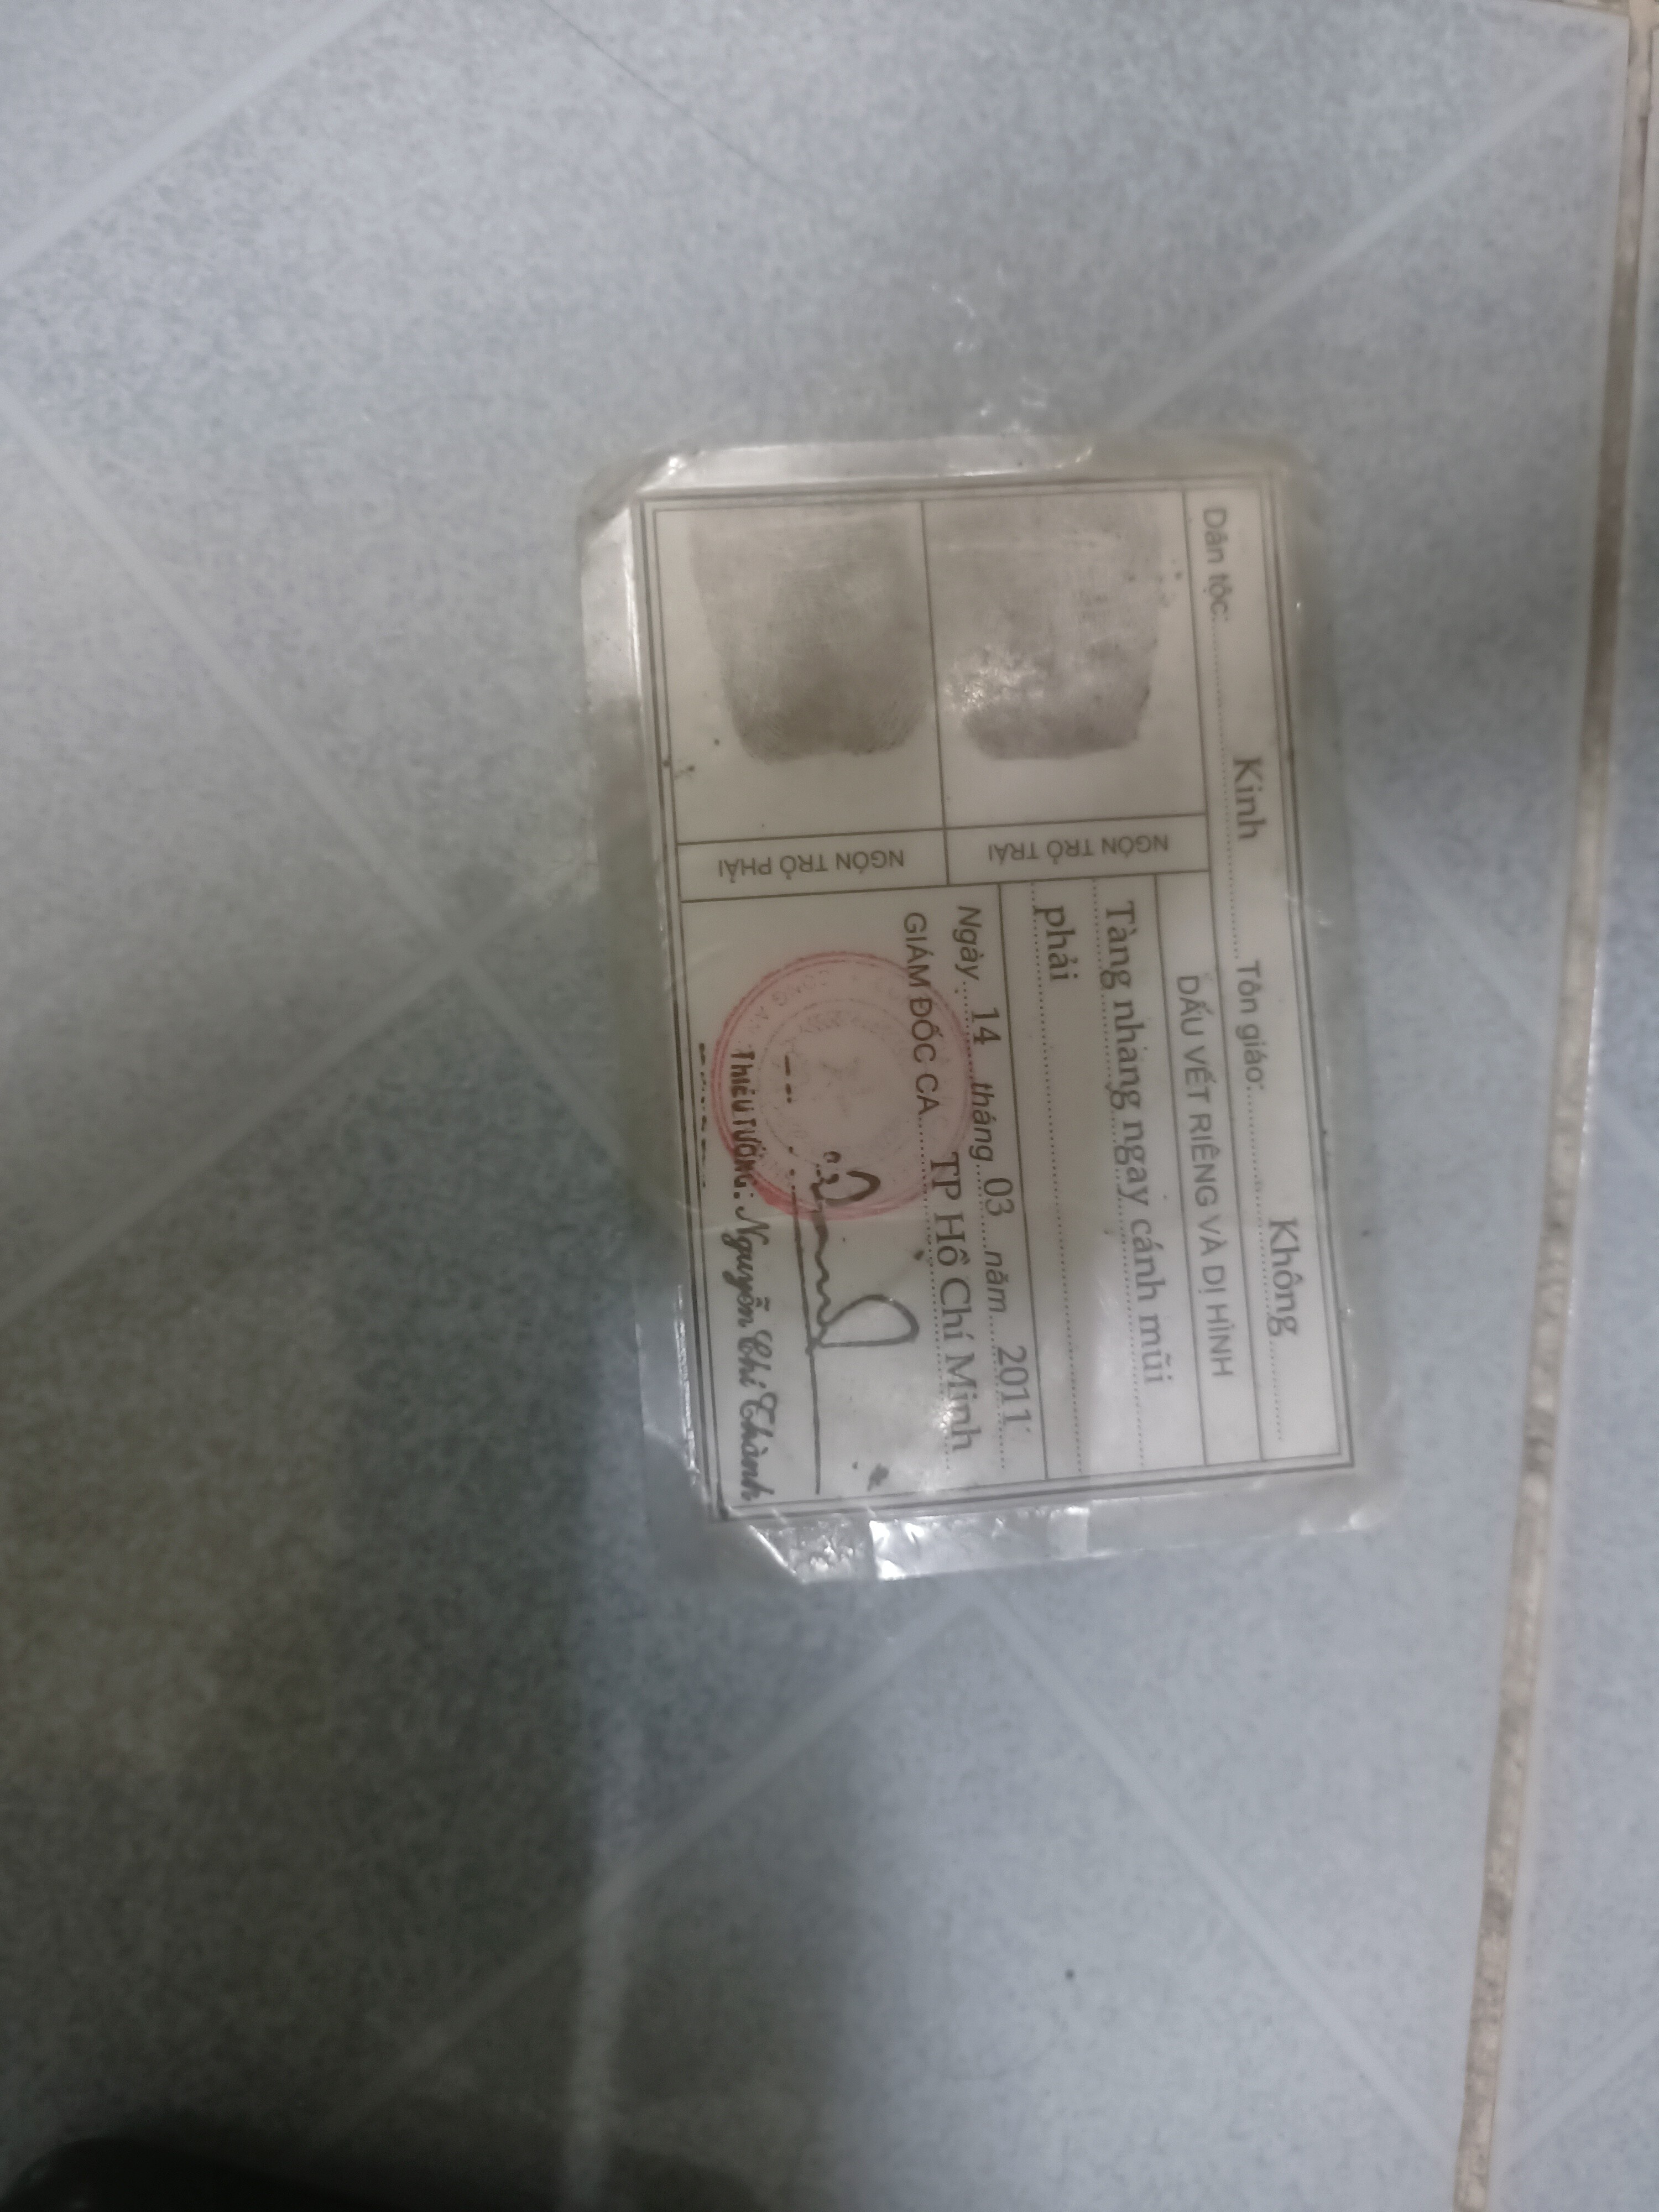 Dân tộc: Kinh Tôn giáo: Không
NGÓN TRỎ TRÁI
NGÓN TRỎ PHẢI
DẤU VẾT RIÊNG VÀ DỊ HÌNH
Tàng nhang ngay cánh mũi
phải
Ngày 14 tháng 03 năm 2011
GIÁM ĐỐC CA TP Hồ Chí Minh
THIẾU TƯỚNG: Nguyễn Chí Thành